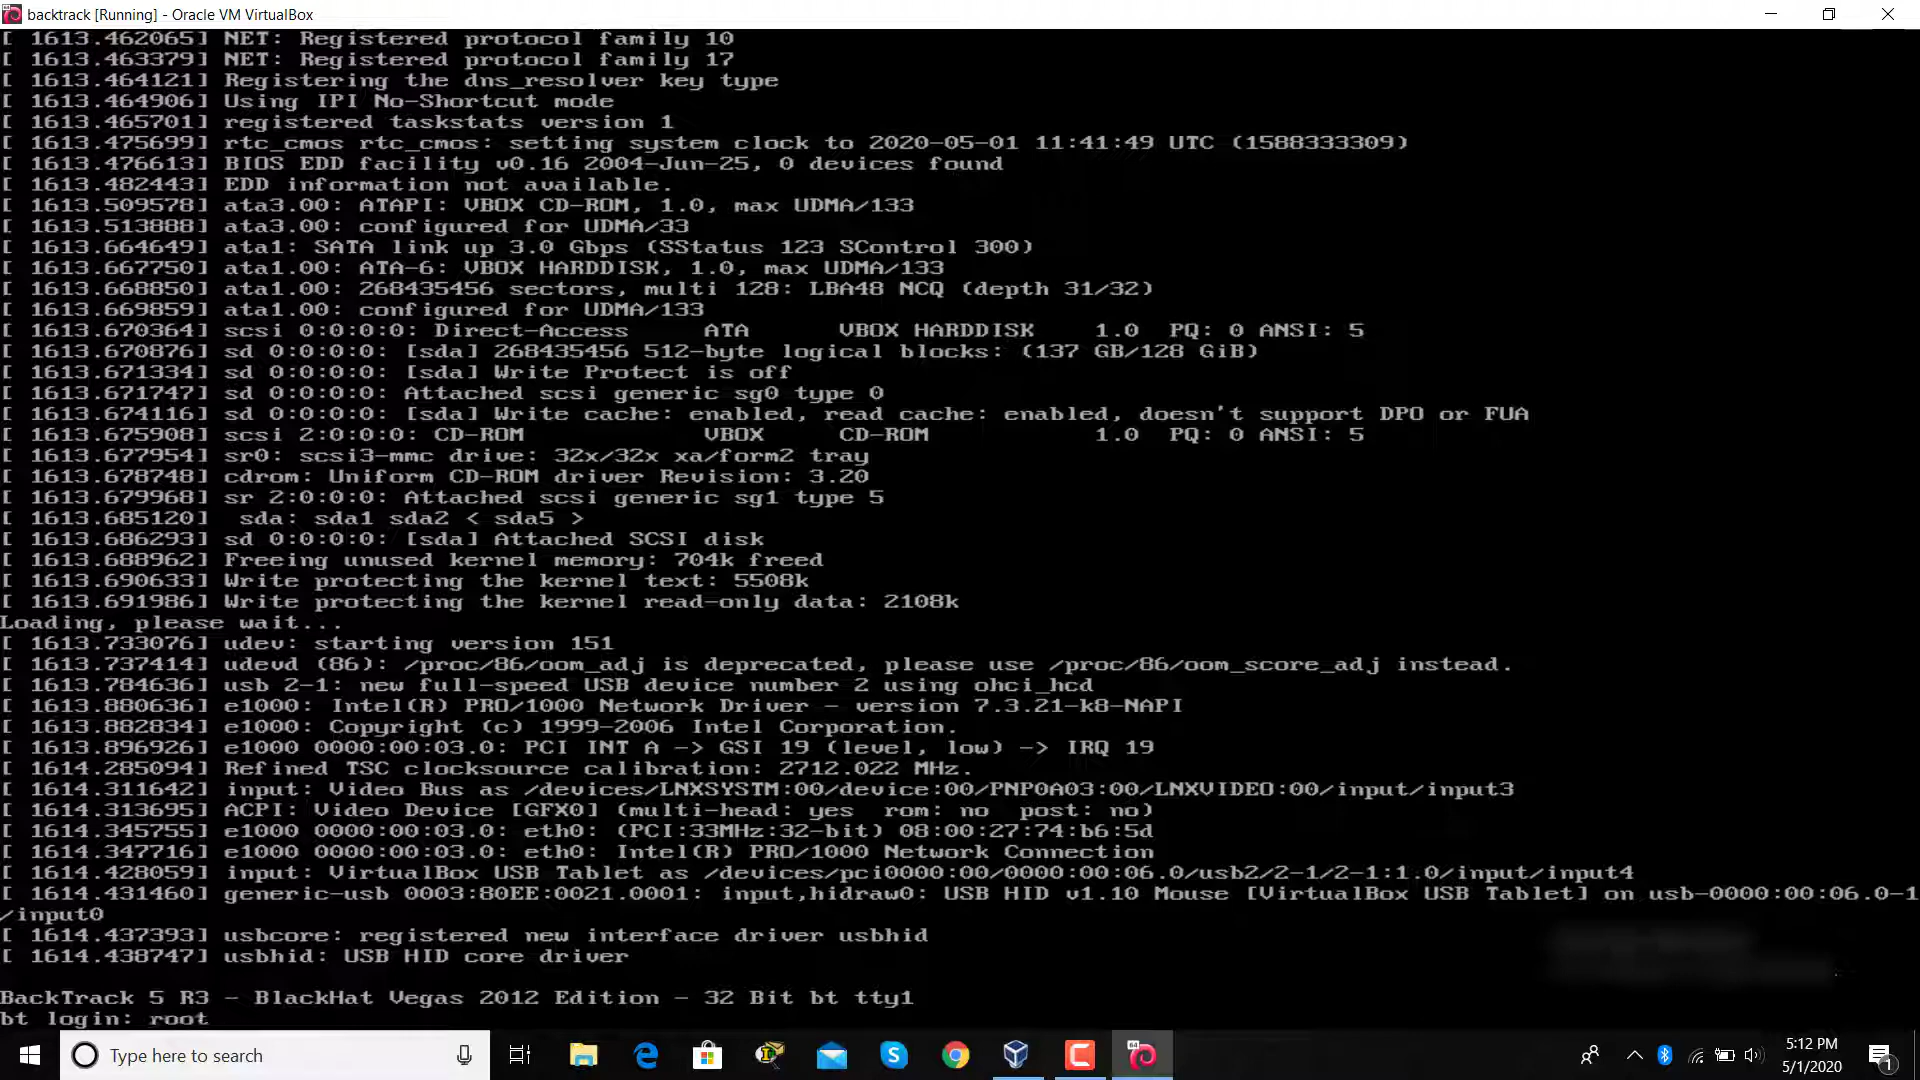 backtrack [Running] - Oracle VM VirtualBox
[ 1613.462065] NET: Registered protocol family 10
[ 1613.463379] NET: Registered protocol family 17
[ 1613.464121] Registering the dns_resolver key type
[ 1613.464906] Using IPI No-Shortcut mode
[ 1613.465701] registered taskstats version 1
[ 1613.475699] rtc_cmos rtc_cmos: setting system clock to 2020-05-01 11:41:49 UTC (1588333309)
[ 1613.476613] BIOS EDD facility v0.16 2004-Jun-25, 0 devices found
[ 1613.482443] EDD information not available.
[ 1613.509578] ata3.00: ATAPI: VBOX CD-ROM, 1.0, max UDMA/133
[ 1613.513888] ata3.00: configured for UDMA/33
[ 1613.664649] ata1: SATA link up 3.0 Gbps (SStatus 123 SControl 300)
[ 1613.667750] ata1.00: ATA-6: VBOX HARDDISK, 1.0, max UDMA/133
[ 1613.668850] ata1.00: 268435456 sectors, multi 128: LBA48 NCQ (depth 31/32)
[ 1613.669859] ata1.00: configured for UDMA/133
[ 1613.670364] scsi 0:0:0:0: Direct-Access     ATA      VBOX HARDDISK    1.0  PQ: 0 ANSI: 5
[ 1613.670876] sd 0:0:0:0: [sda] 268435456 512-byte logical blocks: (137 GB/128 GiB)
[ 1613.671334] sd 0:0:0:0: [sda] Write Protect is off
[ 1613.671747] sd 0:0:0:0: Attached scsi generic sg0 type 0
[ 1613.674116] sd 0:0:0:0: [sda] Write cache: enabled, read cache: enabled, doesn't support DPO or FUA
[ 1613.675908] scsi 2:0:0:0: CD-ROM            VBOX     CD-ROM           1.0  PQ: 0 ANSI: 5
[ 1613.677954] sr0: scsi3-mmc drive: 32x/32x xa/form2 tray
[ 1613.678748] cdrom: Uniform CD-ROM driver Revision: 3.20
[ 1613.679968] sr 2:0:0:0: Attached scsi generic sg1 type 5
[ 1613.685120]  sda: sda1 sda2 < sda5 >
[ 1613.686293] sd 0:0:0:0: [sda] Attached SCSI disk
[ 1613.688962] Freeing unused kernel memory: 704k freed
[ 1613.690633] Write protecting the kernel text: 5508k
[ 1613.691986] Write protecting the kernel read-only data: 2108k
Loading, please wait...
[ 1613.733076] udev: starting version 151
[ 1613.737414] udevd (86): /proc/86/oom_adj is deprecated, please use /proc/86/oom_score_adj instead.
[ 1613.784636] usb 2-1: new full-speed USB device number 2 using ohci_hcd
[ 1613.880636] e1000: Intel(R) PRO/1000 Network Driver - version 7.3.21-k8-NAPI
[ 1613.882834] e1000: Copyright (c) 1999-2006 Intel Corporation.
[ 1613.896926] e1000 0000:00:03.0: PCI INT A -> GSI 19 (level, low) -> IRQ 19
[ 1614.285094] Refined TSC clocksource calibration: 2712.022 MHz.
[ 1614.311642] input: Video Bus as /devices/LNXSYSTM:00/device:00/PNP0A03:00/LNXVIDEO:00/input/input3
[ 1614.313695] ACPI: Video Device [GFX0] (multi-head: yes  rom: no  post: no)
[ 1614.345755] e1000 0000:00:03.0: eth0: (PCI:33MHz:32-bit) 08:00:27:74:b6:5d
[ 1614.347716] e1000 0000:00:03.0: eth0: Intel(R) PRO/1000 Network Connection
[ 1614.428059] input: VirtualBox USB Tablet as /devices/pci0000:00/0000:00:06.0/usb2/2-1/2-1:1.0/input/input4
[ 1614.431460] generic-usb 0003:80EE:0021.0001: input,hidraw0: USB HID v1.10 Mouse [VirtualBox USB Tablet] on usb-0000:00:06.0-1
/input0
[ 1614.437393] usbcore: registered new interface driver usbhid
[ 1614.438747] usbhid: USB HID core driver
BackTrack 5 R3 - BlackHat Vegas 2012 Edition - 32 Bit bt tty1
bt login: root
Type here to search
5:12 PM
5/1/2020
1